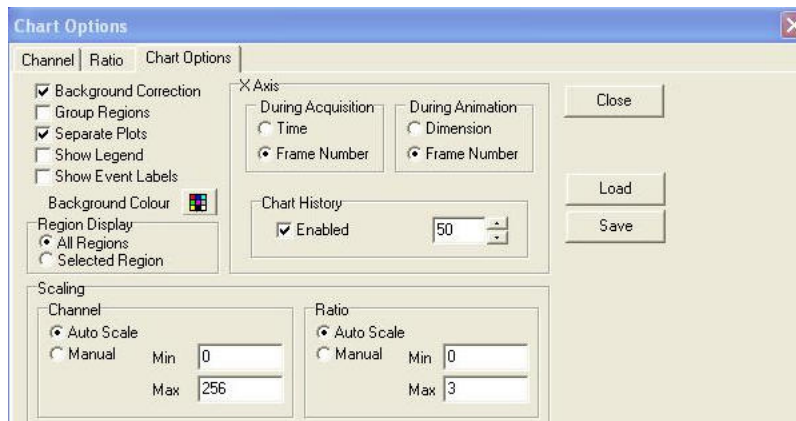 Chart Options
Channel Ratio Chart Options
Background Correction
Group Regions
Separate Plots
Show Legend
Show Event Labels
Background Colour
Region Display
All Regions
Selected Region
X Axis
During Acquisition
Time
Frame Number
During Animation
Dimension
Frame Number
Chart History
Enabled 50
Close
Load
Save
Scaling
Channel
Auto Scale
Manual Min 0
Max 256
Ratio
Auto Scale
Manual Min 0
Max 3